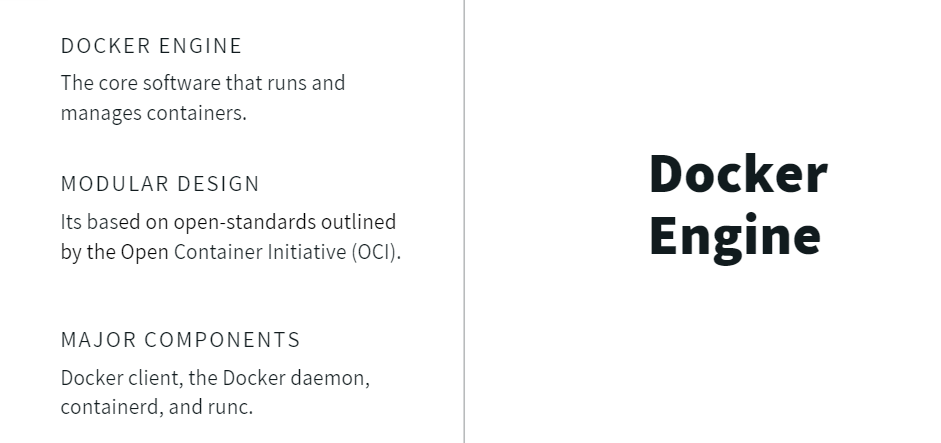 DOCKER ENGINE
The core software that runs and
manages containers.
MODULAR DESIGN
Its based on open-standards outlined
by the Open Container Initiative (OCI).
MAJOR COMPONENTS
Docker client, the Docker daemon,
containerd, and runc.
Docker
Engine